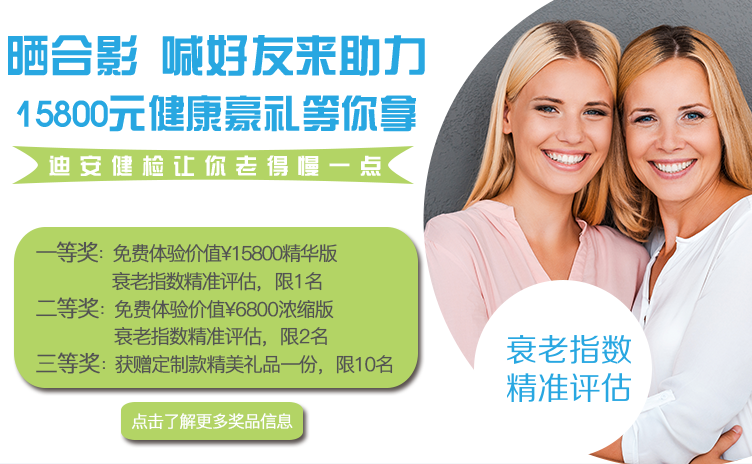 晒合影 喊好友来助力
15800元健康豪礼等你拿
迪安健检让你老得慢一点
一等奖：免费体验价值¥15800精华版
衰老指数精准评估，限1名
二等奖：免费体验价值¥6800浓缩版
衰老指数精准评估，限2名
三等奖：获赠定制款精美礼品一份，限10名
点击了解更多奖品信息
衰老指数
精准评估